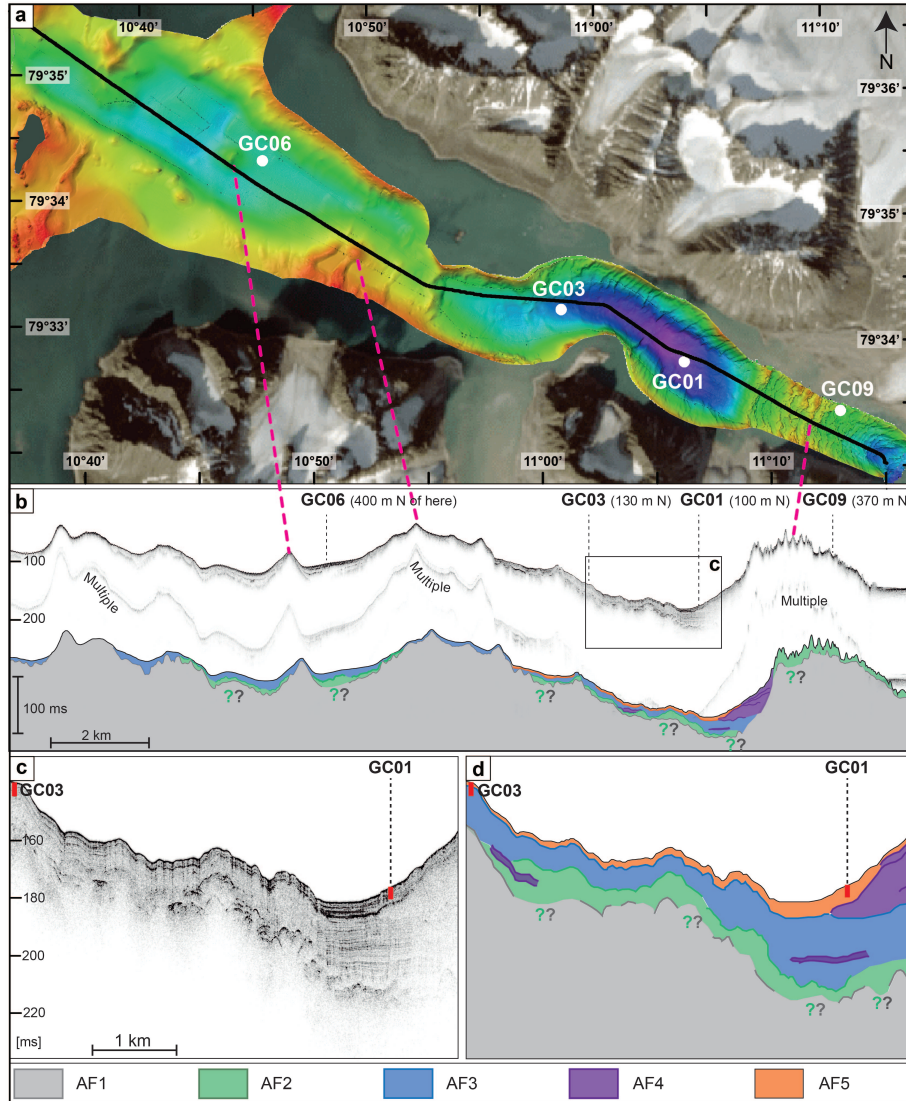 a
10°40'
10°50'
11°00'
11°10'
N
79°35'
79°36'
GC06
79°34'
79°35'
GC03
79°33'
79°34'
GC01
GC09
10°40'
10°50'
11°00'
11°10'
b
GC06 (400 m N of here)
GC03 (130 m N)
GC01 (100 m N)
GC09 (370 m N)
100
c
Multiple
Multiple
Multiple
200
??
??
??
??
??
??
100 ms
2 km
c
GC03
GC01
160
180
200
220
[ms]
1 km
d
GC03
GC01
??
??
??
??
AF1
AF2
AF3
AF4
AF5